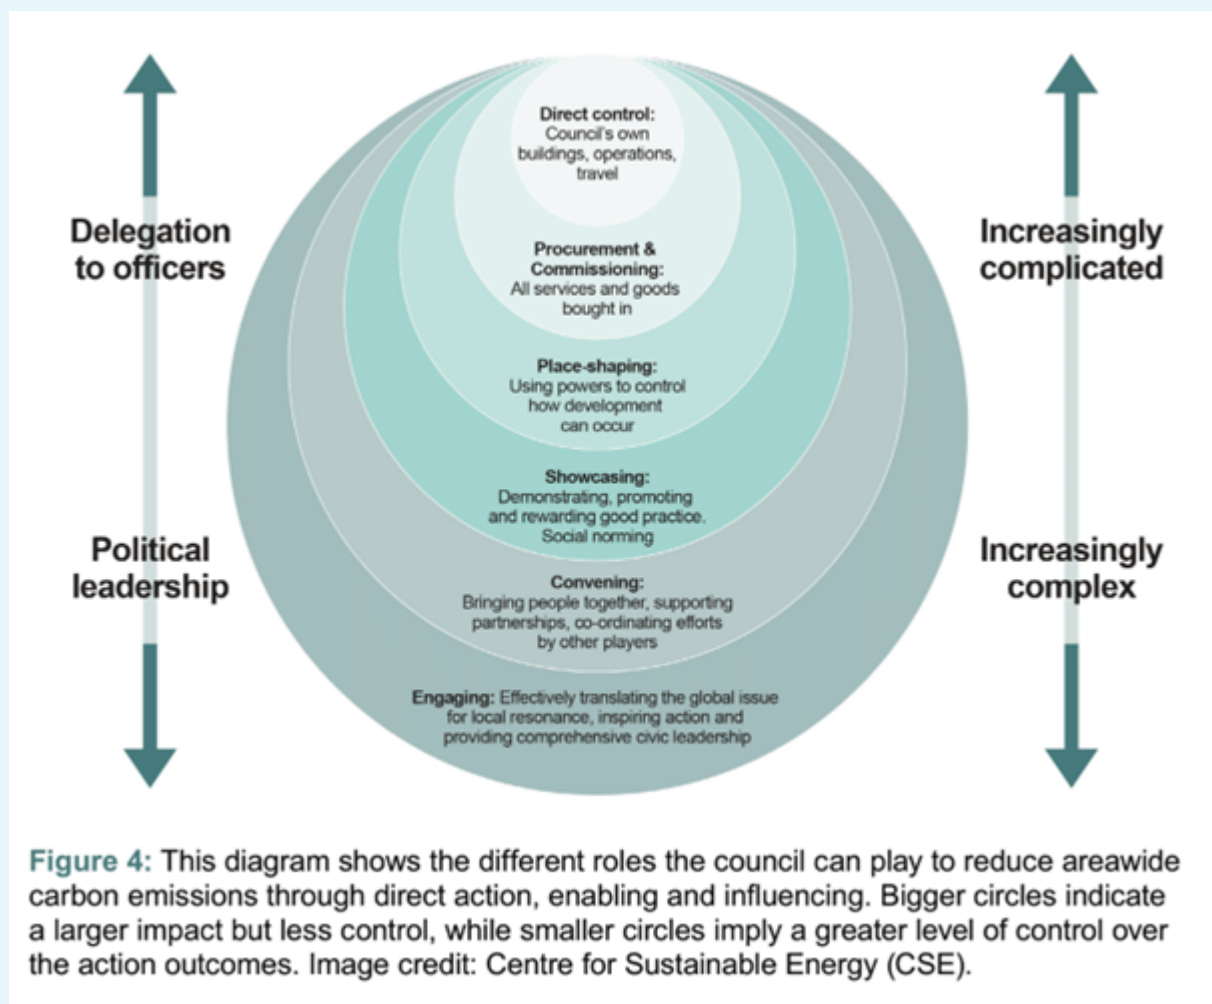 Direct control:
Council's own
buildings, operations,
travel
Delegation
to officers
Increasingly
complicated
Procurement &
Commissioning:
All services and goods
bought in
Place-shaping:
Using powers to control
how development
can occur
Showcasing:
Demonstrating, promoting
and rewarding good practice.
Social norming
Political
leadership
Increasingly
complex
Convening:
Bringing people together, supporting
partnerships, co-ordinating efforts
by other players
Engaging: Effectively translating the global issue
for local resonance, inspiring action and
providing comprehensive civic leadership
Figure 4: This diagram shows the different roles the council can play to reduce areawide
carbon emissions through direct action, enabling and influencing. Bigger circles indicate
a larger impact but less control, while smaller circles imply a greater level of control over
the action outcomes. Image credit: Centre for Sustainable Energy (CSE).